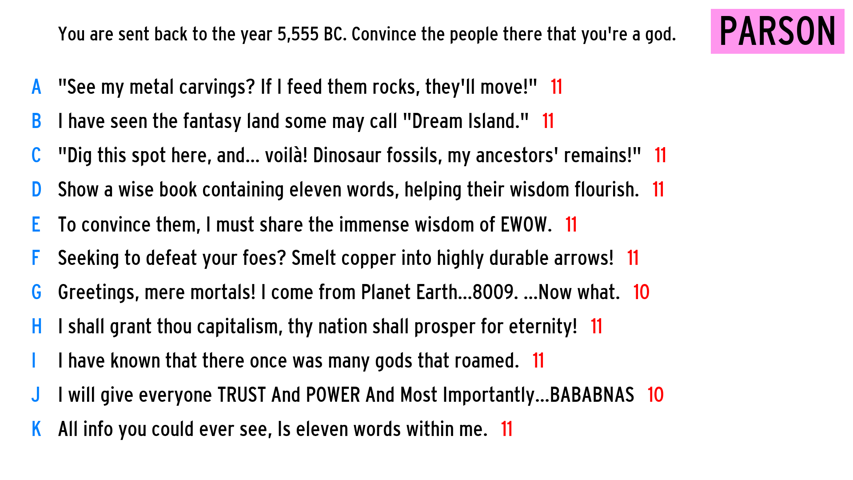 You are sent back to the year 5,555 BC. Convince the people there that you're a god.
PARSON
A "See my metal carvings? If I feed them rocks, they'll move!" 11
B I have seen the fantasy land some may call "Dream Island." 11
C "Dig this spot here, and... voilà! Dinosaur fossils, my ancestors' remains!" 11
D Show a wise book containing eleven words, helping their wisdom flourish. 11
E To convince them, I must share the immense wisdom of EWOW. 11
F Seeking to defeat your foes? Smelt copper into highly durable arrows! 11
G Greetings, mere mortals! I come from Planet Earth...8009. ...Now what. 10
H I shall grant thou capitalism, thy nation shall prosper for eternity! 11
I I have known that there once was many gods that roamed. 11
J I will give everyone TRUST And POWER And Most Importantly...BABABNAS 10
K All info you could ever see, Is eleven words within me. 11